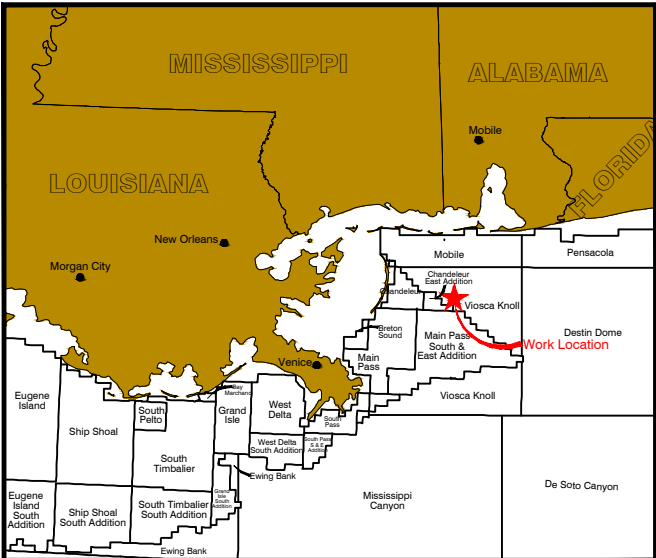 MISSISSIPPI
ALABAMA
Mobile
FLORIDA
LOUISIANA
New Orleans
Morgan City
Mobile
Pensacola
Chandeleur
East Addition
Chandeleur
Viosca Knoll
Breton
Sound
Main Pass
South &
East Addition
Destin Dome
Work Location
Venice
Main
Pass
Viosca Knoll
Eugene
Island
Bay
Marchand
South
Pelto
Grand
Isle
West
Delta
South
Pass
Ship Shoal
West Delta
South Addition
South Pass
S & E
Addition
South
Timbalier
Ewing Bank
De Soto Canyon
Grand
Isle
South
Addition
Mississippi
Canyon
Eugene
Island
South
Addition
Ship Shoal
South Addition
South Timbalier
South Addition
Ewing Bank